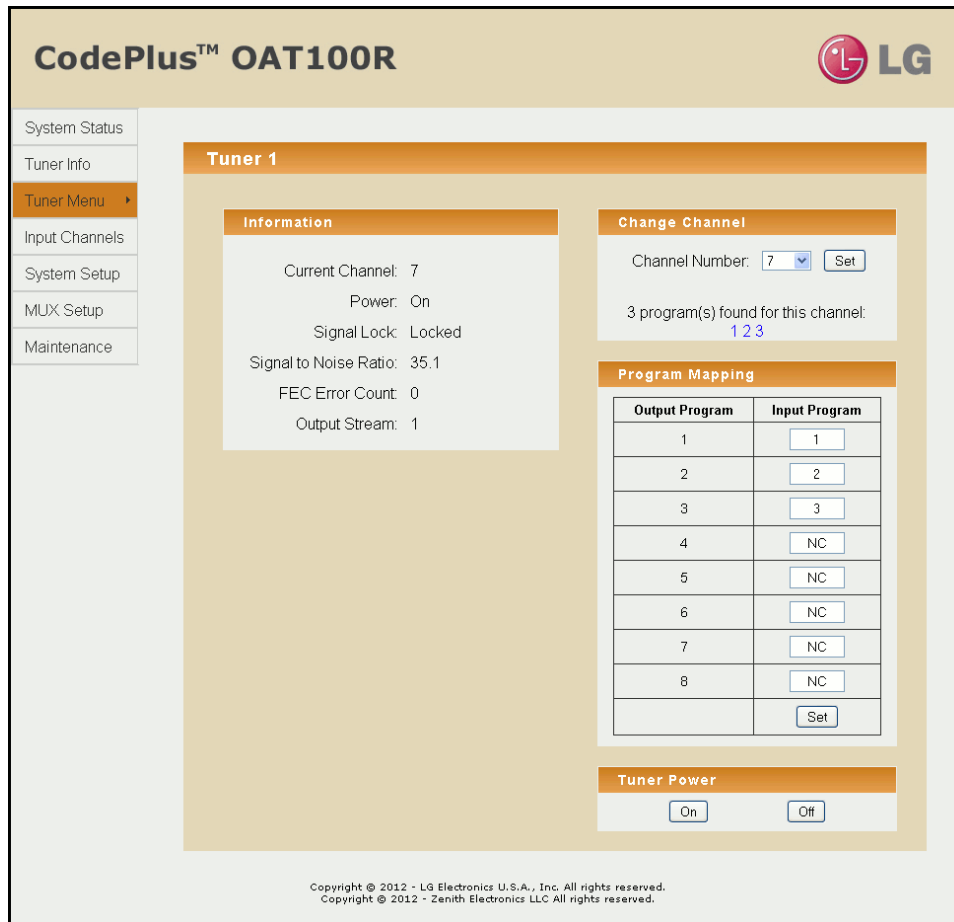 CodePlus™ OAT100R
LG
System Status
Tuner Info
Tuner Menu
Input Channels
System Setup
MUX Setup
Maintenance
Tuner 1
Information
Current Channel: 7
Power: On
Signal Lock: Locked
Signal to Noise Ratio: 35.1
FEC Error Count: 0
Output Stream: 1
Change Channel
Channel Number: 7 Set
3 program(s) found for this channel:
1 2 3
Program Mapping
Output Program Input Program
1 1
2 2
3 3
4 NC
5 NC
6 NC
7 NC
8 NC
Set
Tuner Power
On Off
Copyright © 2012 - LG Electronics U.S.A., Inc. All rights reserved.
Copyright © 2012 - Zenith Electronics LLC All rights reserved.